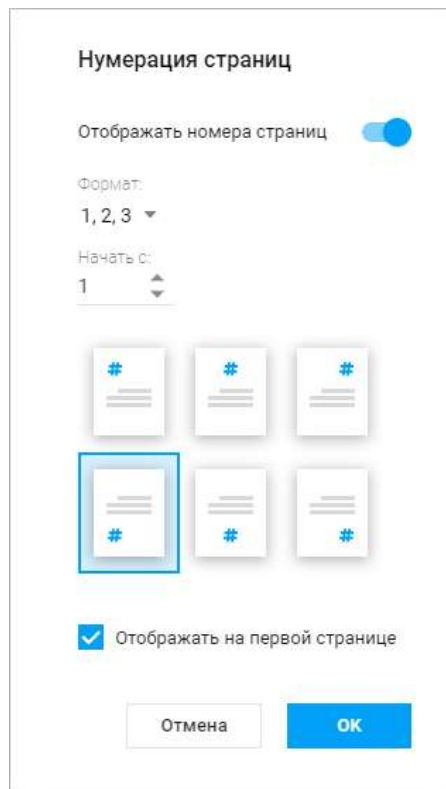 Нумерация страниц
Отображать номера страниц
Формат:
1, 2, 3
Начать с:
1
# # #
# # #
Отображать на первой странице
Отмена OK